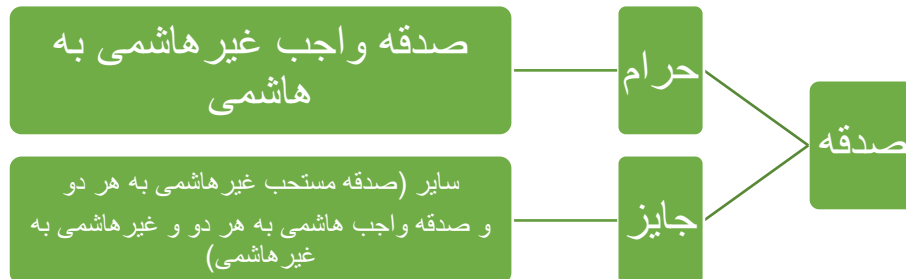 صدقه
حرام
صدقه واجب غیرهاشمی به
هاشمی
جایز
سایر (صدقه مستحب غیرهاشمی به هر دو
و صدقه واجب هاشمی به هر دو و غیرهاشمی به
غیرهاشمی)